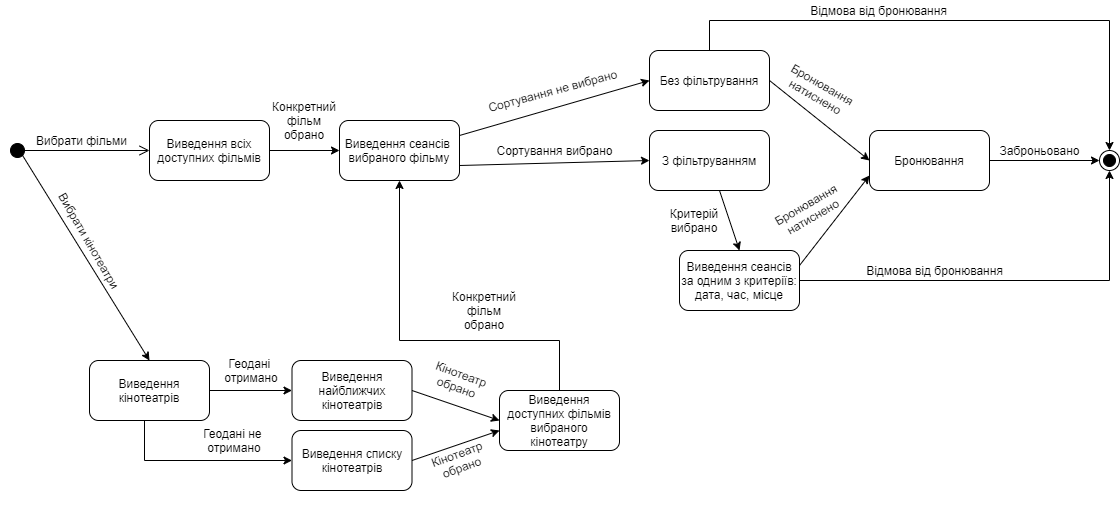 Відмова від бронювання
Без фільтрування
Бронювання
натиснено
Сортування не вибрано
Конкретний
фільм
обрано
Вибрати фільми
Виведення всіх
доступних фільмів
Виведення сеансів
вибраного фільму
Сортування вибрано
З фільтруванням
Бронювання
Заброньовано
Вибрати кінотеатри
Критерій
вибрано
Бронювання
натиснено
Виведення сеансів
за одним з критеріїв:
дата, час, місце
Відмова від бронювання
Конкретний
фільм
обрано
Виведення
кінотеатрів
Геодані
отримано
Виведення
найближчих
кінотеатрів
Кінотеатр
обрано
Виведення
доступних фільмів
вибраного
кінотеатру
Геодані не
отримано
Виведення списку
кінотеатрів
Кінотеатр
обрано